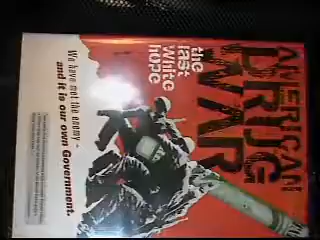 AMERICAN
DRUG
WAR
the
last
white
hope
We have met the enemy -
and it is our own Government.